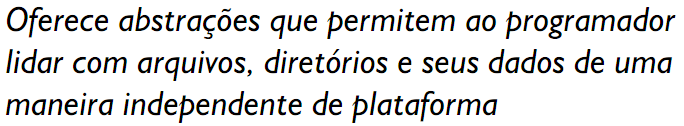 Oferece abstrações que permitem ao programador
lidar com arquivos, diretórios e seus dados de uma
maneira independente de plataforma